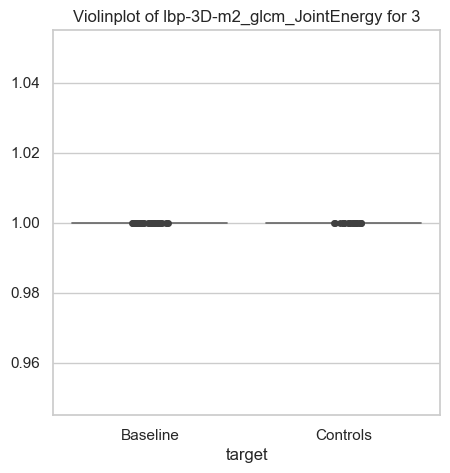 Violinplot of lbp-3D-m2_glcm_JointEnergy for 3
1.04
1.02
1.00
0.98
0.96
Baseline Controls
target